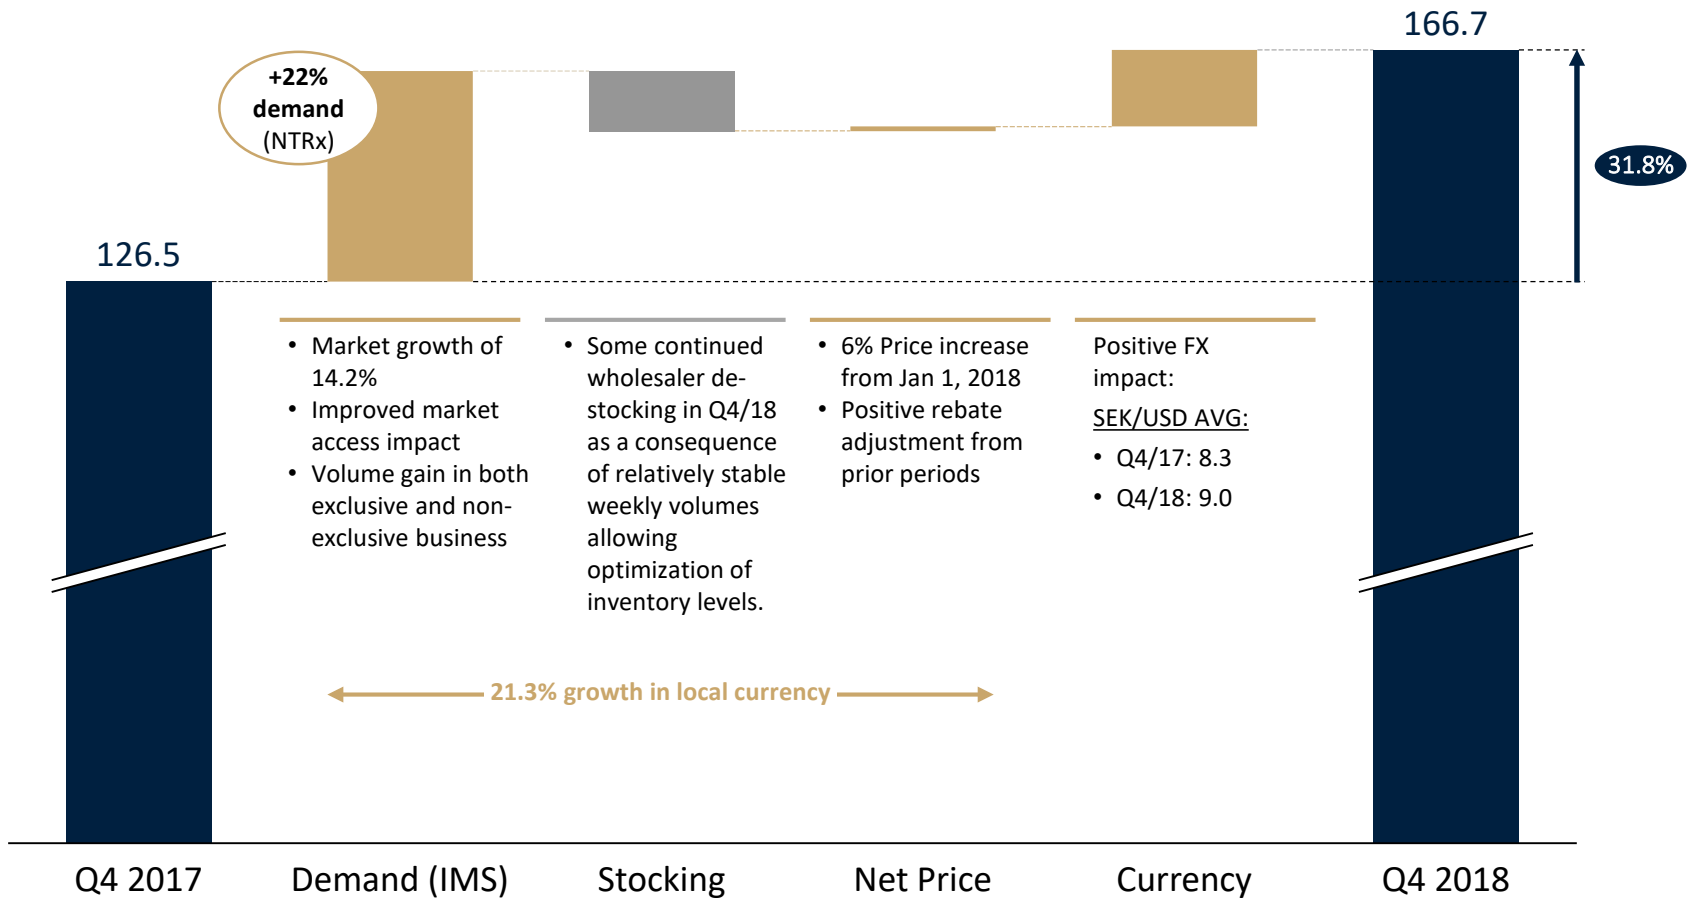 166.7
+22%
demand
(NTRx)
31.8%
126.5
• Market growth of
14.2%
• Improved market
access impact
• Volume gain in both
exclusive and non-
exclusive business
• Some continued
wholesaler de-
stocking in Q4/18
as a consequence
of relatively stable
weekly volumes
allowing
optimization of
inventory levels.
• 6% Price increase
from Jan 1, 2018
• Positive rebate
adjustment from
prior periods
Positive FX
impact:
SEK/USD AVG:
• Q4/17: 8.3
• Q4/18: 9.0
21.3% growth in local currency
Q4 2017
Demand (IMS)
Stocking
Net Price
Currency
Q4 2018